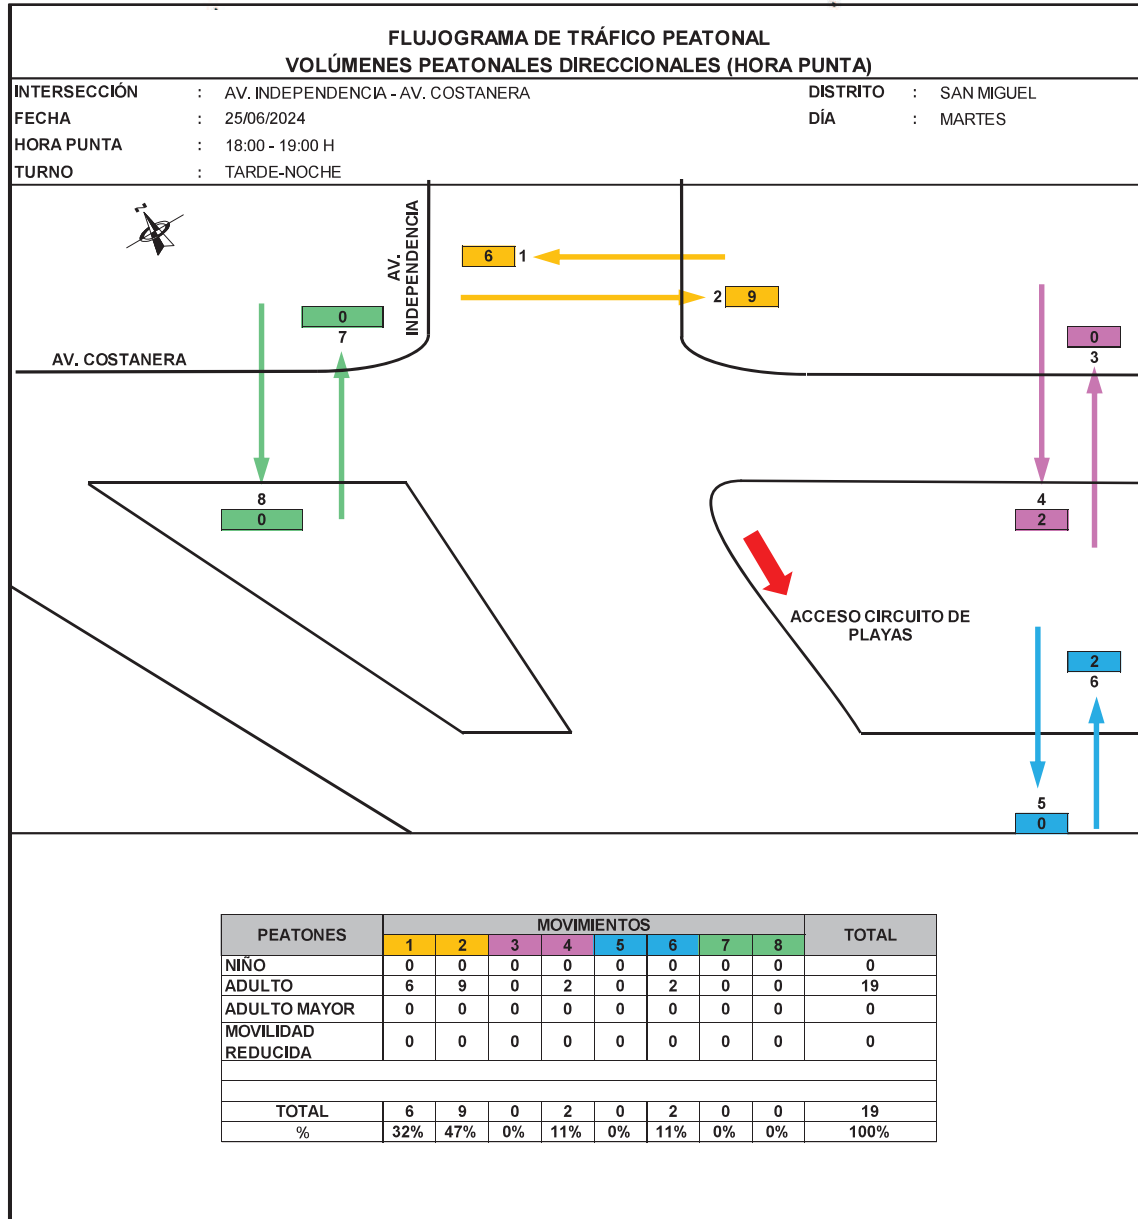 FLUJOGRAMA DE TRÁFICO PEATONAL
VOLÚMENES PEATONALES DIRECCIONALES (HORA PUNTA)
INTERSECCIÓN : AV. INDEPENDENCIA - AV. COSTANERA DISTRITO : SAN MIGUEL
FECHA : 25/06/2024 DÍA : MARTES
HORA PUNTA : 18:00 - 19:00 H
TURNO : TARDE-NOCHE
AV.
INDEPENDENCIA
6 1
2 9
0
7
0
3
AV. COSTANERA
8
0
4
2
ACCESO CIRCUITO DE
PLAYAS
2
6
5
0
PEATONES MOVIMIENTOS TOTAL
1 2 3 4 5 6 7 8
NIÑO 0 0 0 0 0 0 0 0 0
ADULTO 6 9 0 2 0 2 0 0 19
ADULTO MAYOR 0 0 0 0 0 0 0 0 0
MOVILIDAD
REDUCIDA 0 0 0 0 0 0 0 0 0
TOTAL 6 9 0 2 0 2 0 0 19
% 32% 47% 0% 11% 0% 11% 0% 0% 100%